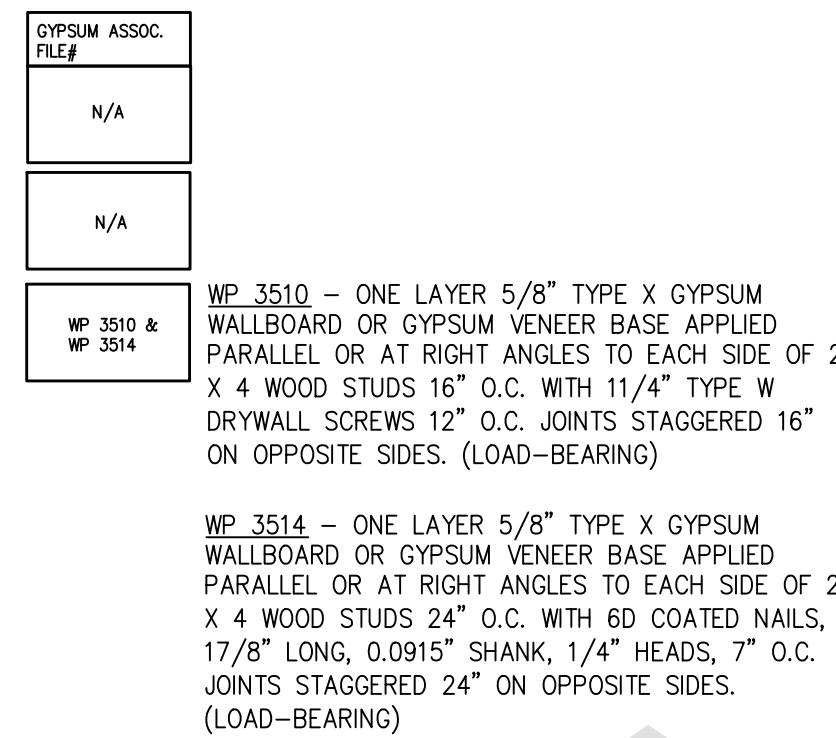 GYPSUM ASSOC.
FILE#
N/A
N/A
WP 3510 &
WP 3514
WP 3510 – ONE LAYER 5/8” TYPE X GYPSUM
WALLBOARD OR GYPSUM VENEER BASE APPLIED
PARALLEL OR AT RIGHT ANGLES TO EACH SIDE OF 2
X 4 WOOD STUDS 16” O.C. WITH 11/4” TYPE W
DRYWALL SCREWS 12” O.C. JOINTS STAGGERED 16”
ON OPPOSITE SIDES. (LOAD–BEARING)
WP 3514 – ONE LAYER 5/8” TYPE X GYPSUM
WALLBOARD OR GYPSUM VENEER BASE APPLIED
PARALLEL OR AT RIGHT ANGLES TO EACH SIDE OF 2
X 4 WOOD STUDS 24” O.C. WITH 6D COATED NAILS,
17/8” LONG, 0.0915” SHANK, 1/4” HEADS, 7” O.C.
JOINTS STAGGERED 24” ON OPPOSITE SIDES.
(LOAD–BEARING)